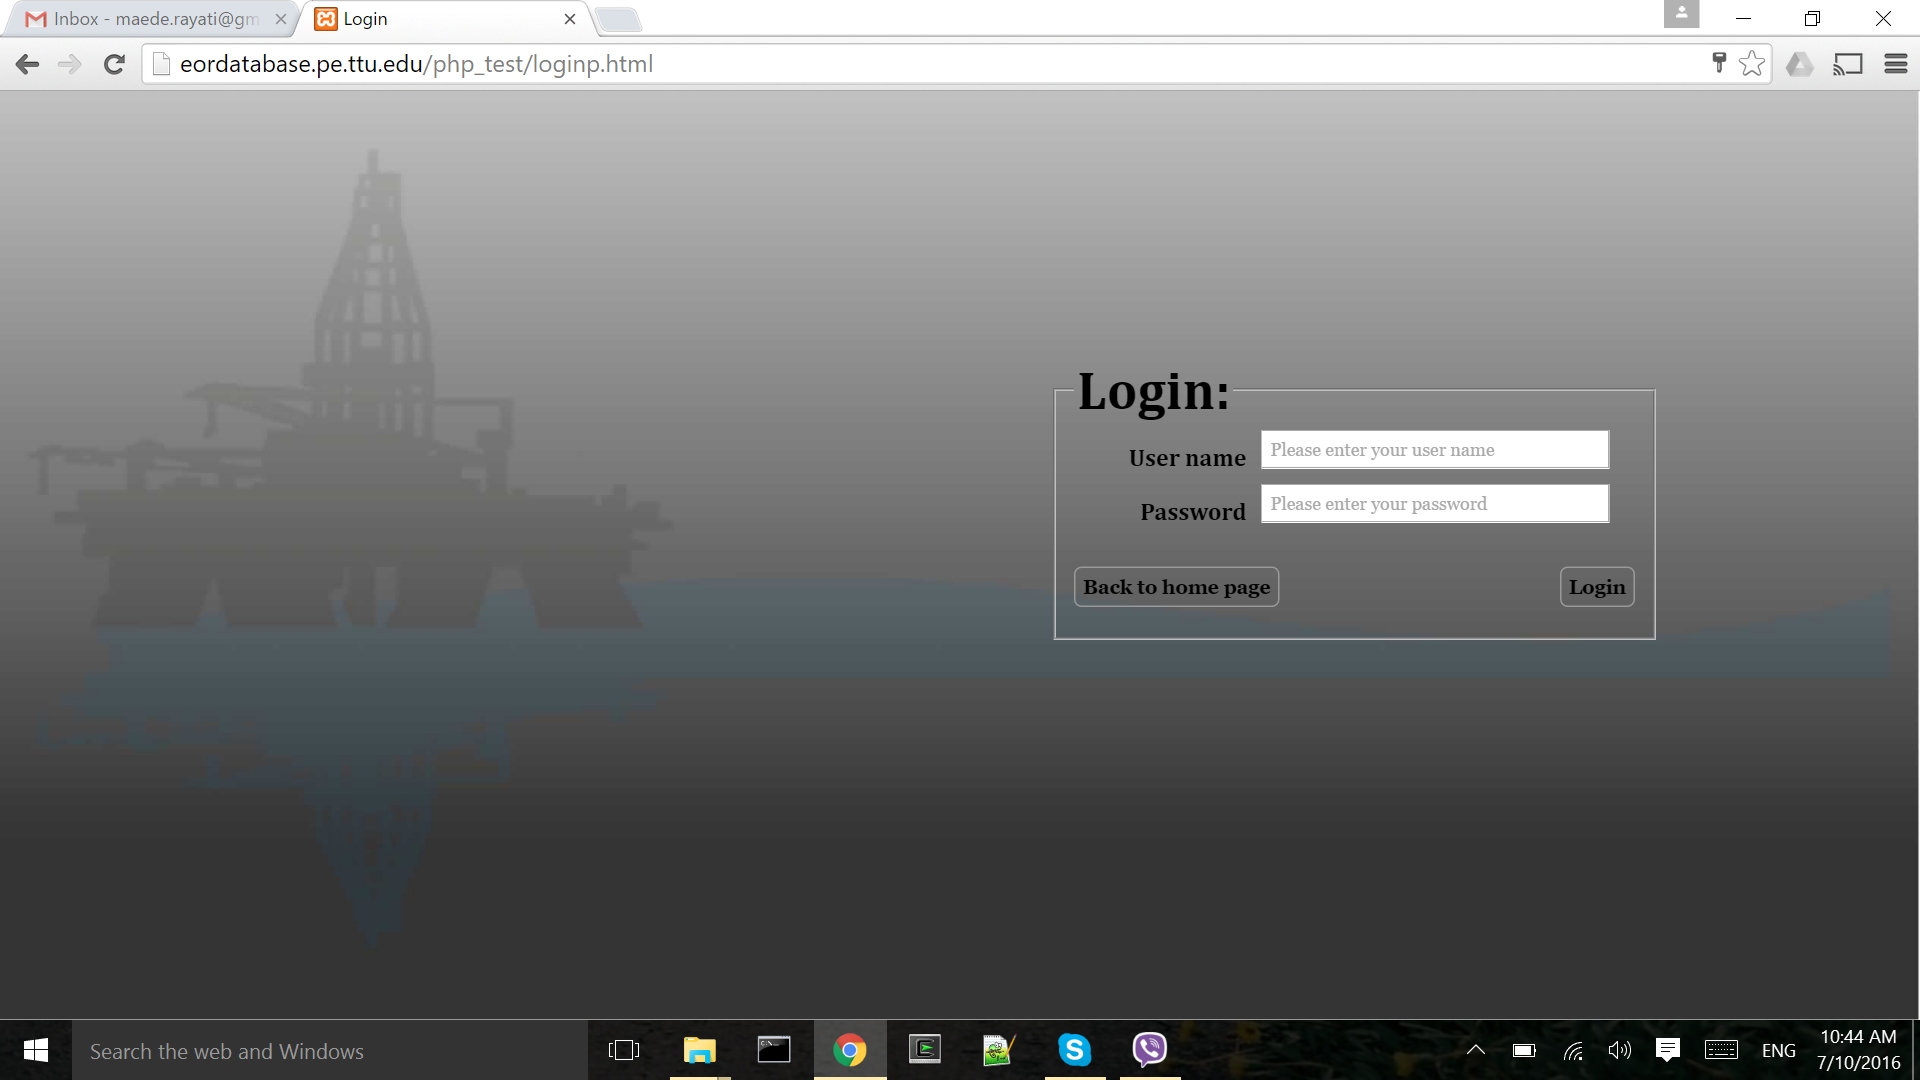 Inbox - maede.rayati@gm
Login
eordatabase.pe.ttu.edu/php_test/loginp.html
Login:
User name
Please enter your user name
Password
Please enter your password
Back to home page
Login
Search the web and Windows
ENG
10:44 AM
7/10/2016